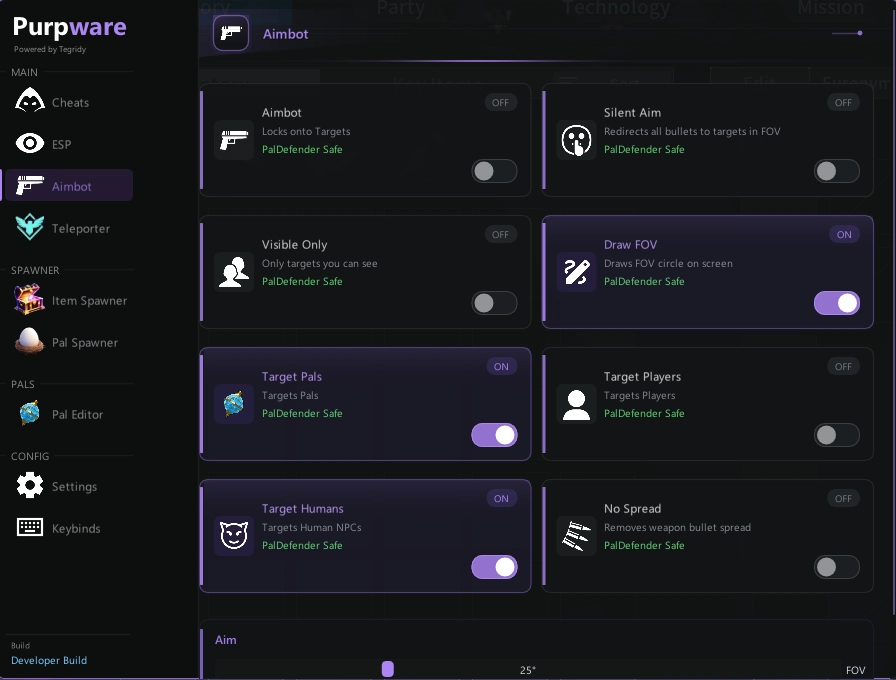 Purpware
Powered by Tegridy
MAIN
Cheats
ESP
Aimbot
Teleporter
SPAWNER
Item Spawner
Pal Spawner
PALS
Pal Editor
CONFIG
Settings
Keybinds
Build
Developer Build
Party
Technology
Mission
Aimbot
Aimbot
OFF
Locks onto Targets
PalDefender Safe
Silent Aim
OFF
Redirects all bullets to targets in FOV
PalDefender Safe
Visible Only
OFF
Only targets you can see
PalDefender Safe
Draw FOV
ON
Draws FOV circle on screen
PalDefender Safe
Target Pals
ON
Targets Pals
PalDefender Safe
Target Players
OFF
Targets Players
PalDefender Safe
Target Humans
ON
Targets Human NPCs
PalDefender Safe
No Spread
OFF
Removes weapon bullet spread
PalDefender Safe
Aim
25°
FOV